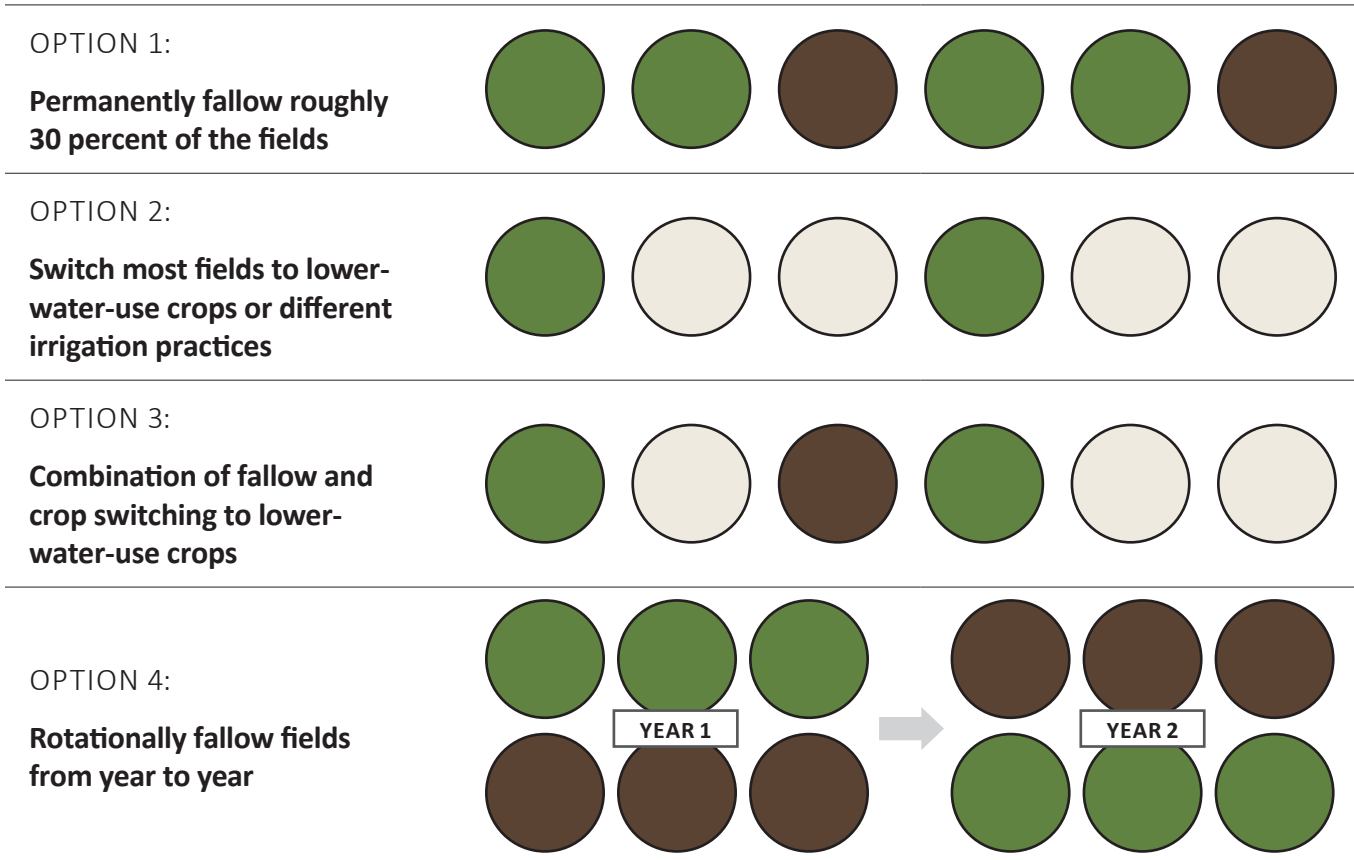 OPTION 1:
Permanently fallow roughly
30 percent of the fields
OPTION 2:
Switch most fields to lower-
water-use crops or different
irrigation practices
OPTION 3:
Combination of fallow and
crop switching to lower-
water-use crops
OPTION 4:
Rotationally fallow fields
from year to year
YEAR 1
YEAR 2